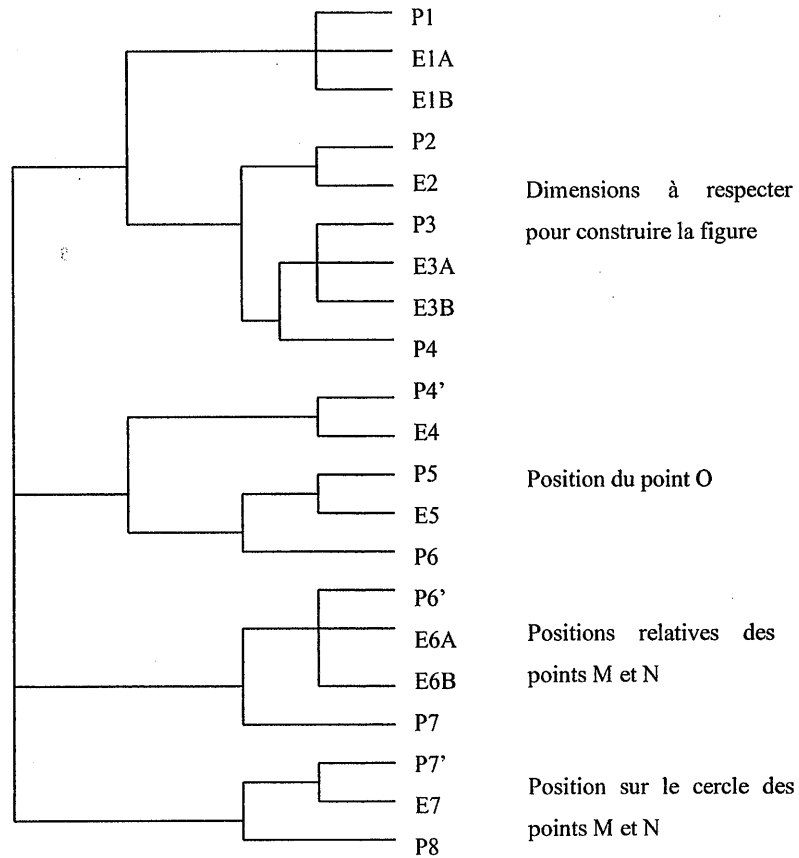 P1
E1A
E1B
P2
E2
P3
E3A
E3B
P4
Dimensions à respecter
pour construire la figure
P4’
E4
P5
E5
P6
Position du point O
P6’
E6A
E6B
P7
Positions relatives des
points M et N
P7’
E7
P8
Position sur le cercle des
points M et N